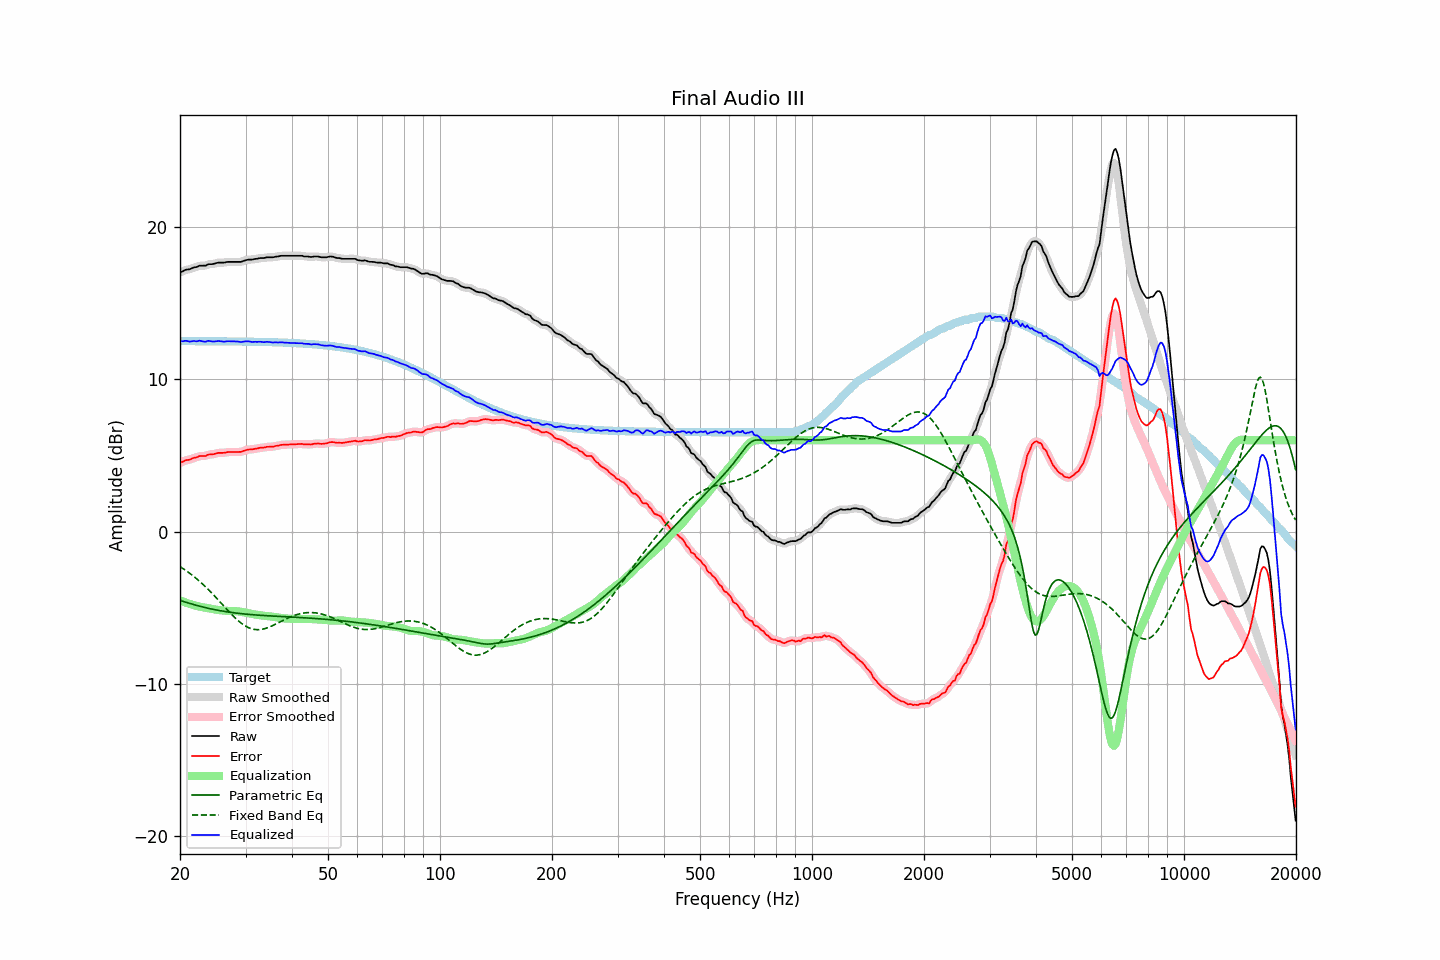 Final Audio III
Amplitude (dBr)
20
10
0
−10
−20
Target
Raw Smoothed
Error Smoothed
Raw
Error
Equalization
Parametric Eq
Fixed Band Eq
Equalized
20 50 100 200 500 1000 2000 5000 10000 20000
Frequency (Hz)